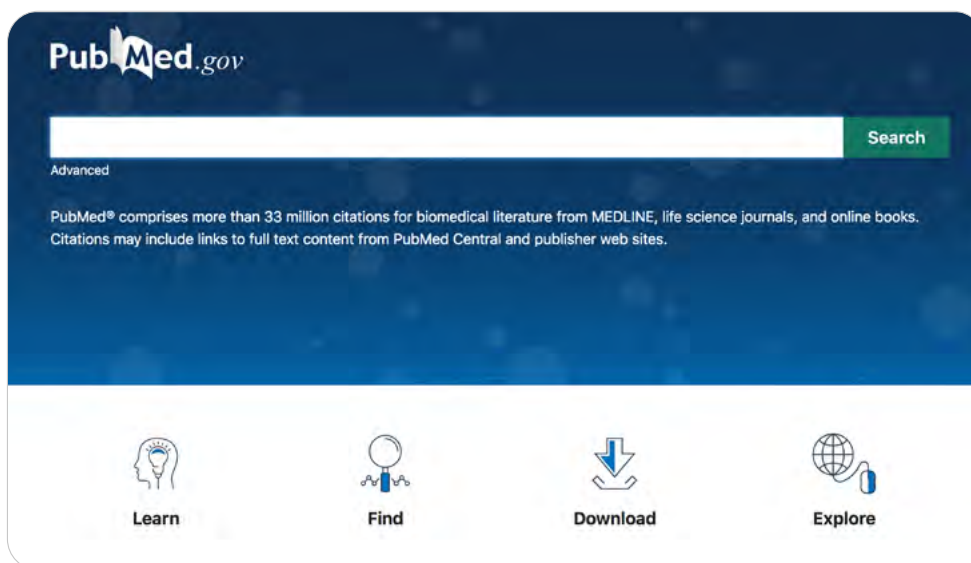 PubMed.gov
Search
Advanced
PubMed® comprises more than 33 million citations for biomedical literature from MEDLINE, life science journals, and online books.
Citations may include links to full text content from PubMed Central and publisher web sites.
Learn
Find
Download
Explore